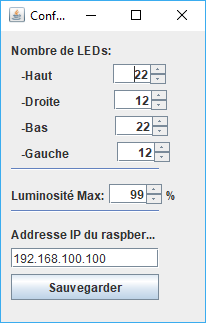 Conf...
Nombre de LEDs:
-Haut 22
-Droite 12
-Bas 22
-Gauche 12
Luminosité Max: 99 %
Addresse IP du raspber...
192.168.100.100
Sauvegarder